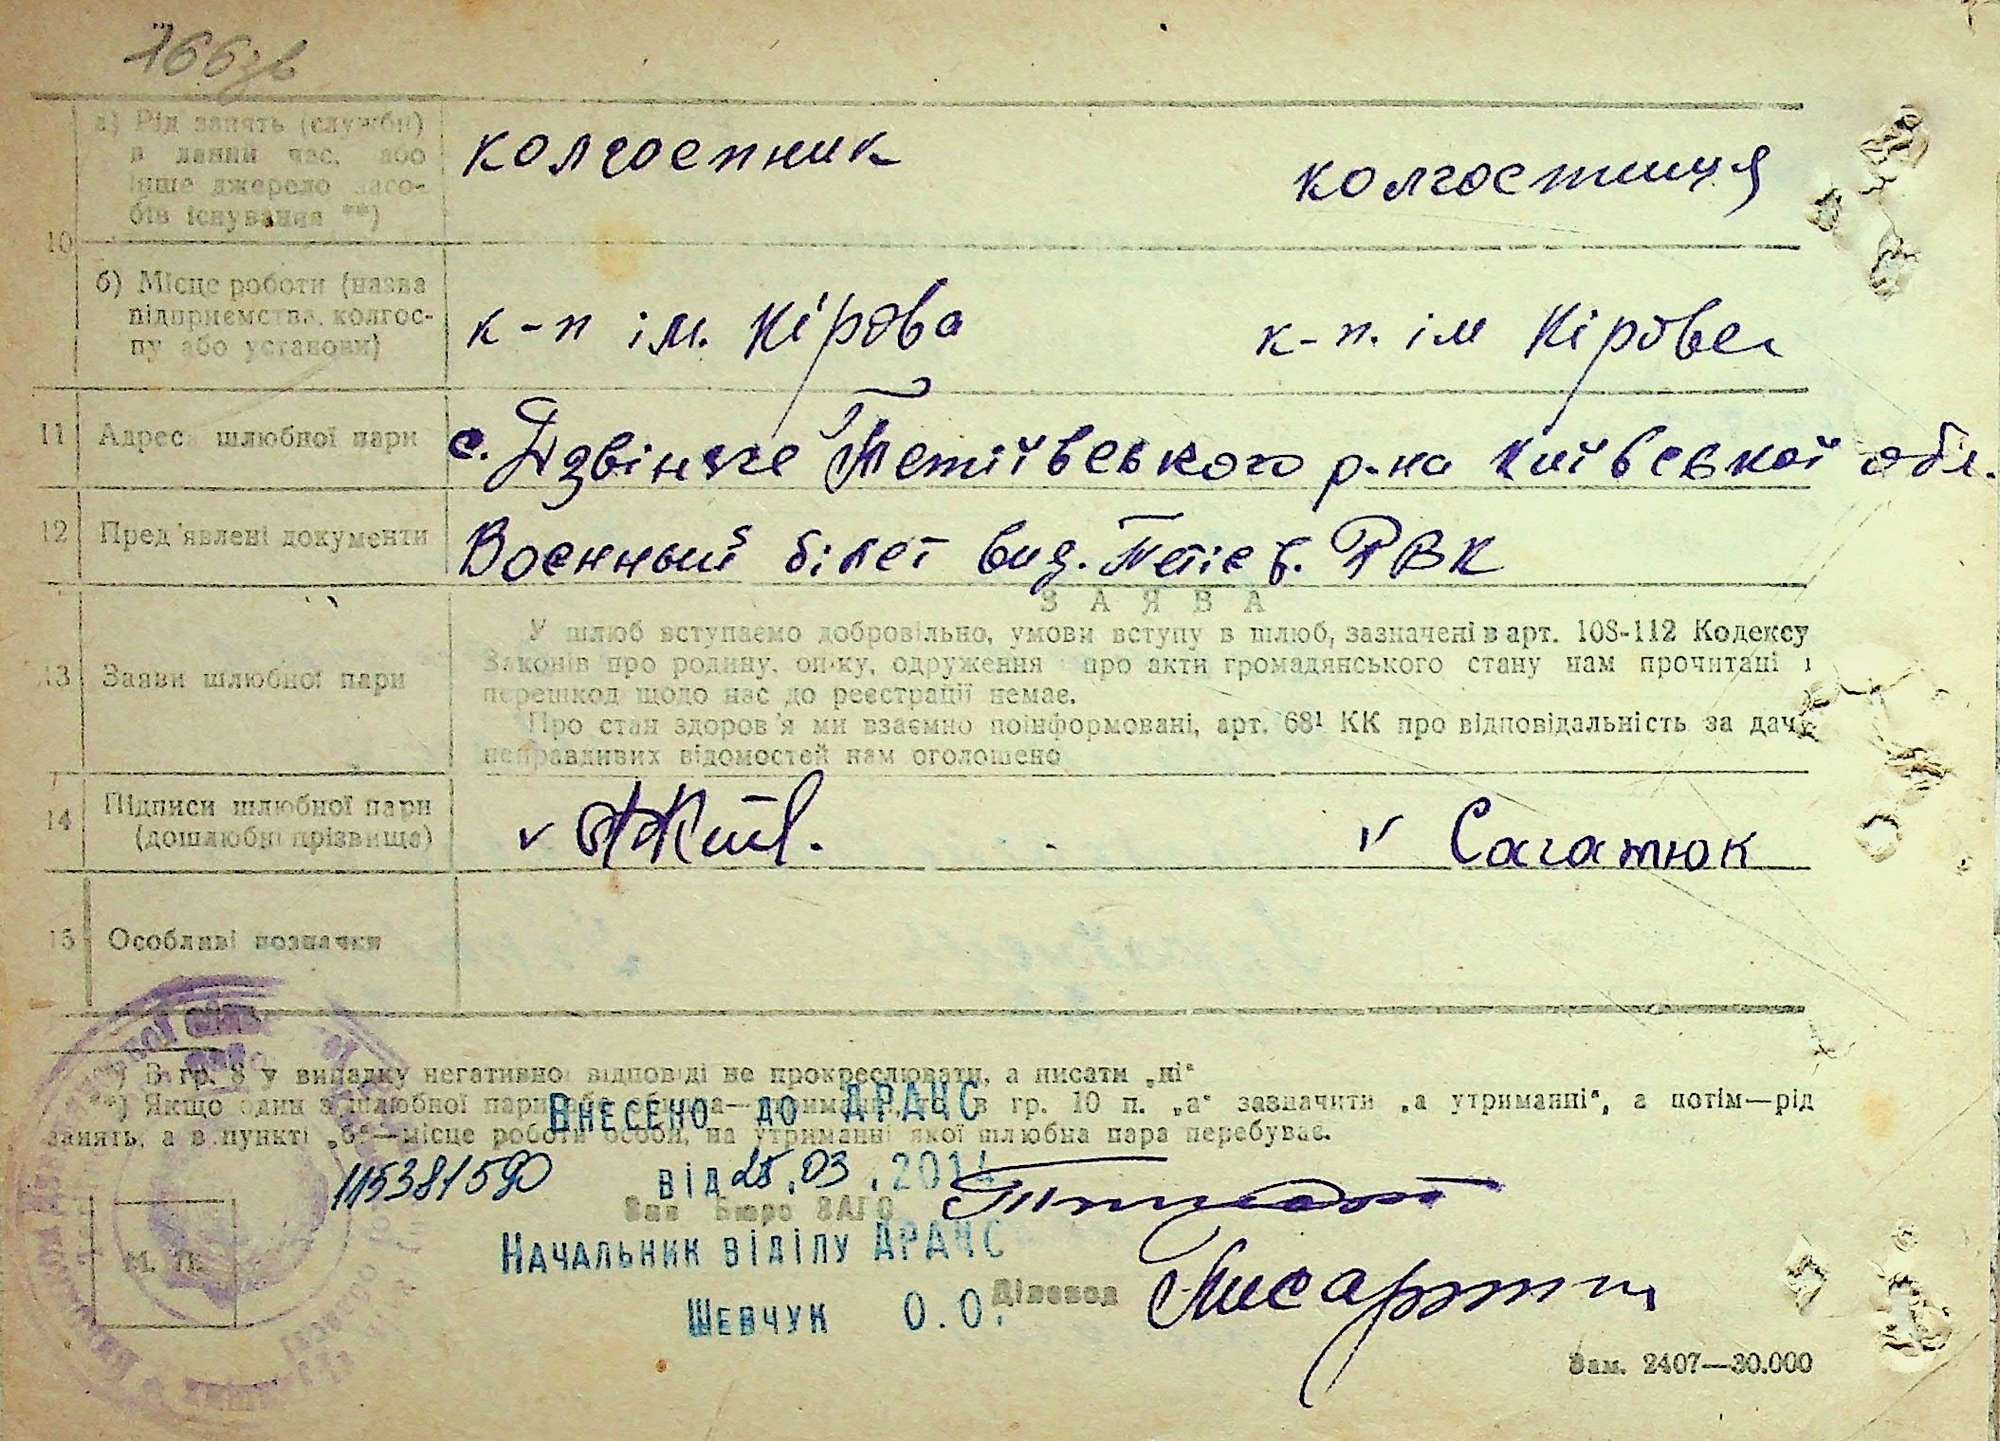 166зв
10
а) Рід занять (служби) в даний час, або інше джерело засобів існування **)
колгоспник
колгоспниця
б) Місце роботи (назва підприємства, колгоспу або установи)
к-п ім. Кірова
к-п. ім Кірова
11 Адреса шлюбної пари
с. Дзвіняче Тетіївського р-на Київської обл.
12 Пред'явлені документи
Воєнный білет вид. Тетієв. РВК
З А Я В А
13 Заяви шлюбної пари
У шлюб вступаємо добровільно, умови вступу в шлюб, зазначені в арт. 108-112 Кодексу
Законів про родину, опіку, одруження і про акти громадянського стану нам прочитані і
перешкод щодо нас до реєстрації немає.
Про стан здоров'я ми взаємно поінформовані, арт. 68¹ КК про відповідальність за дачу
неправдивих відомостей нам оголошено
14 Підписи шлюбної пари (дошлюбні прізвища)
v
v Сагатюк
15 Особливі позначки
*) В гр. 8 у випадку негативної відповіді не прокреслювати, а писати „ні“
**) Якщо один з шлюбної пари або обидва—на утриманні, то в гр. 10 п. „а“ зазначити „а утриманні“, а потім—рід
занять, а в пункті „б“—місце роботи особи, на утриманні якої шлюбна пара перебуває.
Внесено до ДРАЦС
115381590 від 25.03.2014
Зав Бюро ЗАГС
Начальник відділу ДРАЦС
М. П.
Шевчук О.О.
Діловод
Зам. 2407—30.000